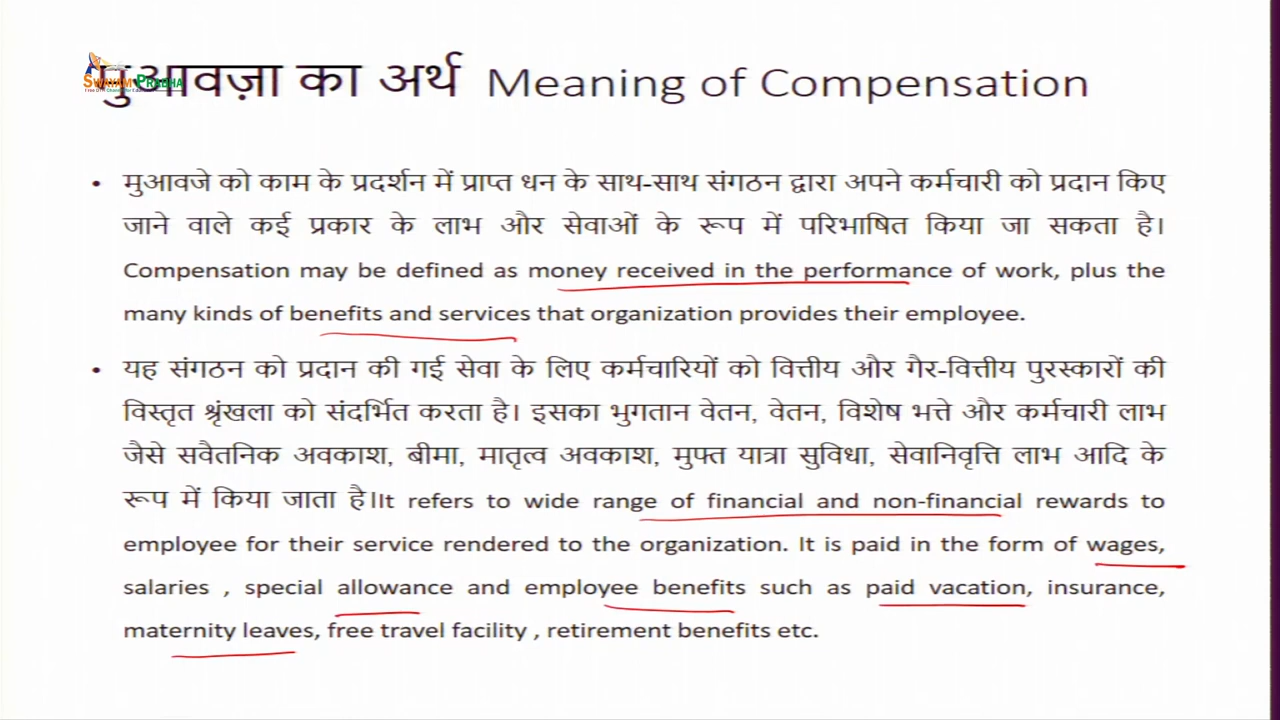 मुआवज़ा का अर्थ Meaning of Compensation
SWAYAM PRABHA
• मुआवजे को काम के प्रदर्शन में प्राप्त धन के साथ-साथ संगठन द्वारा अपने कर्मचारी को प्रदान किए
जाने वाले कई प्रकार के लाभ और सेवाओं के रूप में परिभाषित किया जा सकता है।
Compensation may be defined as money received in the performance of work, plus the
many kinds of benefits and services that organization provides their employee.
• यह संगठन को प्रदान की गई सेवा के लिए कर्मचारियों को वित्तीय और गैर-वित्तीय पुरस्कारों की
विस्तृत श्रृंखला को संदर्भित करता है। इसका भुगतान वेतन, वेतन, विशेष भत्ते और कर्मचारी लाभ
जैसे सवैतनिक अवकाश, बीमा, मातृत्व अवकाश, मुफ्त यात्रा सुविधा, सेवानिवृत्ति लाभ आदि के
रूप में किया जाता है।It refers to wide range of financial and non-financial rewards to
employee for their service rendered to the organization. It is paid in the form of wages,
salaries , special allowance and employee benefits such as paid vacation, insurance,
maternity leaves, free travel facility , retirement benefits etc.